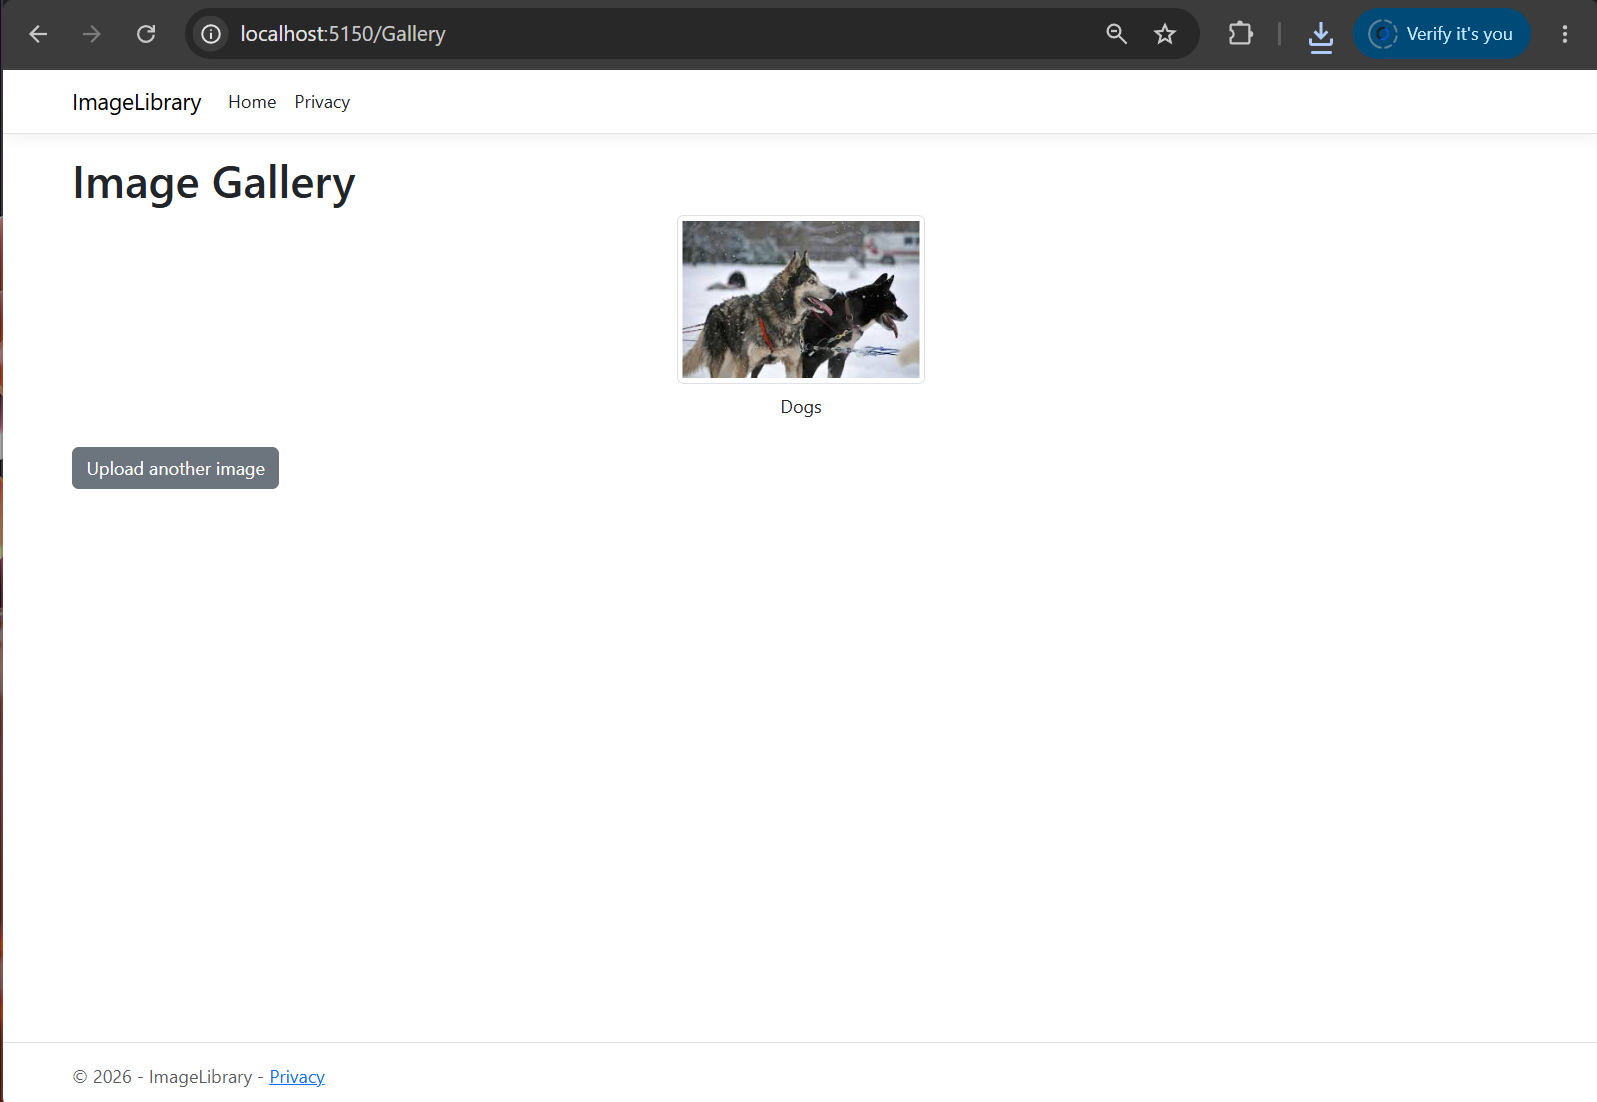 localhost:5150/Gallery
Verify it's you
ImageLibrary Home Privacy
Image Gallery
Dogs
Upload another image
© 2026 - ImageLibrary - Privacy